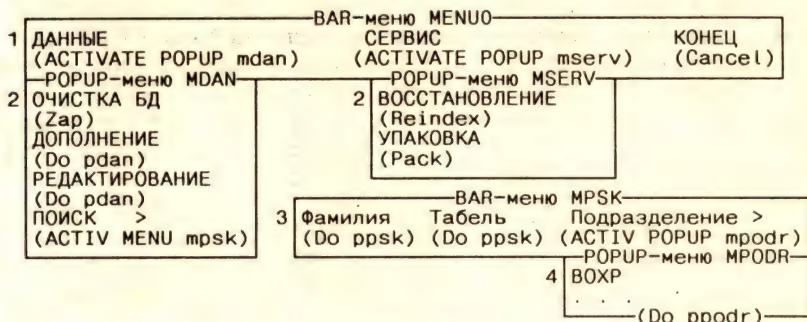 BAR-меню MENU0
1 ДАННЫЕ СЕРВИС КОНЕЦ
(ACTIVATE POPUP mdan) (ACTIVATE POPUP mserv) (Cancel)
POPUP-меню MDAN POPUP-меню MSERV
2 ОЧИСТКА БД 2 ВОССТАНОВЛЕНИЕ
(Zap) (Reindex)
ДОПОЛНЕНИЕ УПАКОВКА
(Do pdan) (Pack)
РЕДАКТИРОВАНИЕ BAR-меню MPSK
(Do pdan) 3 Фамилия Табель Подразделение >
ПОИСК > (Do ppsk) (Do ppsk) (ACTIV POPUP mpodr)
(ACTIV MENU mpsk) POPUP-меню MPODR
4 ВОХР
. . .
(Do ppodr)